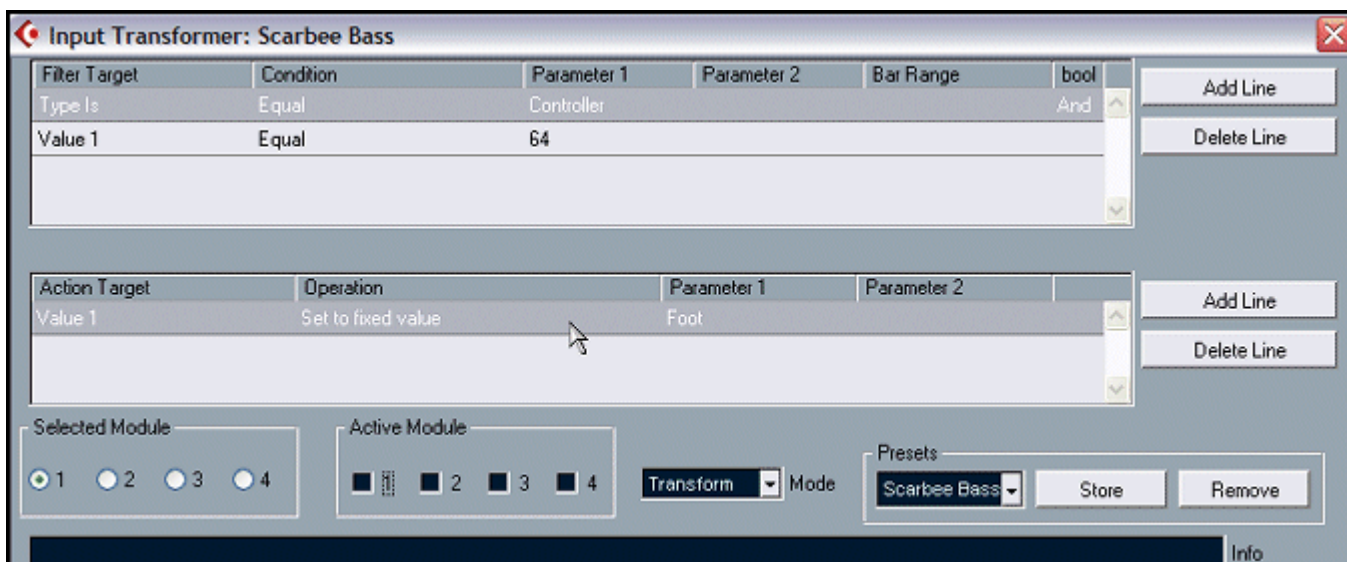 Input Transformer: Scarbee Bass
Filter Target Condition Parameter 1 Parameter 2 Bar Range bool
Type Is Equal Controller And
Value 1 Equal 64
Add Line
Delete Line
Action Target Operation Parameter 1 Parameter 2
Value 1 Set to fixed value Foot
Add Line
Delete Line
Selected Module
1 2 3 4
Active Module
1 2 3 4
Transform Mode
Presets
Scarbee Bass Store Remove
Info